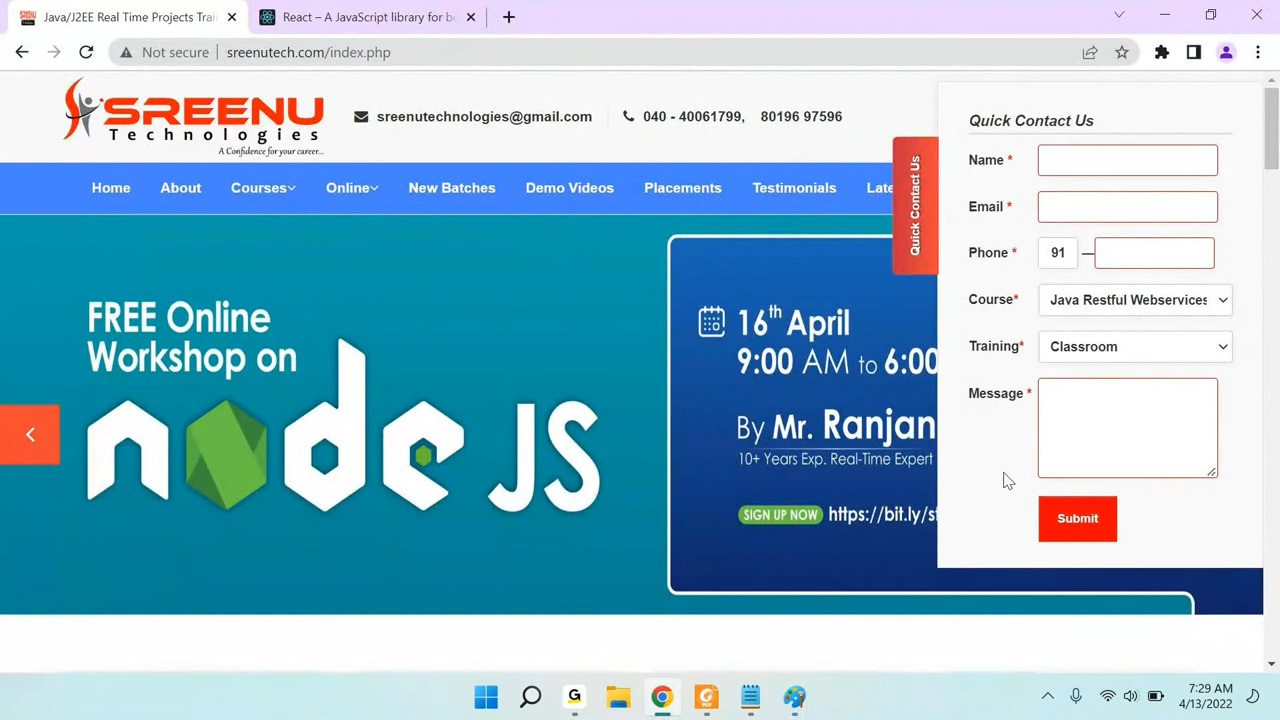 Java/J2EE Real Time Projects Trai
React – A JavaScript library for b
Not secure
sreenutech.com/index.php
SREENU
Technologies
A Confidence for your career...
sreenutechnologies@gmail.com
040 - 40061799, 80196 97596
Home About Courses Online New Batches Demo Videos Placements Testimonials Late
FREE Online
Workshop on
node JS
16th April
9:00 AM to 6:00
By Mr. Ranjan
10+ Years Exp. Real-Time Expert
SIGN UP NOW https://bit.ly/st
Quick Contact Us
Quick Contact Us
Name *
Email *
Phone * 91
Course* Java Restful Webservices
Training* Classroom
Message *
Submit
7:29 AM
4/13/2022